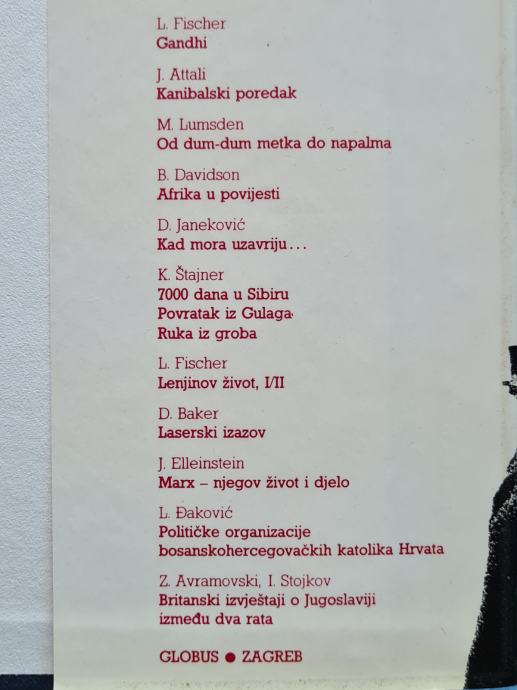 L. Fischer
Gandhi
J. Attali
Kanibalski poredak
M. Lumsden
Od dum-dum metka do napalma
B. Davidson
Afrika u povijesti
D. Janeković
Kad mora uzavriju...
K. Štajner
7000 dana u Sibiru
Povratak iz Gulaga
Ruka iz groba
L. Fischer
Lenjinov život, I/II
D. Baker
Laserski izazov
J. Elleinstein
Marx – njegov život i djelo
L. Đaković
Političke organizacije
bosanskohercegovačkih katolika Hrvata
Z. Avramovski, I. Stojkov
Britanski izvještaji o Jugoslaviji
između dva rata
GLOBUS ● ZAGREB